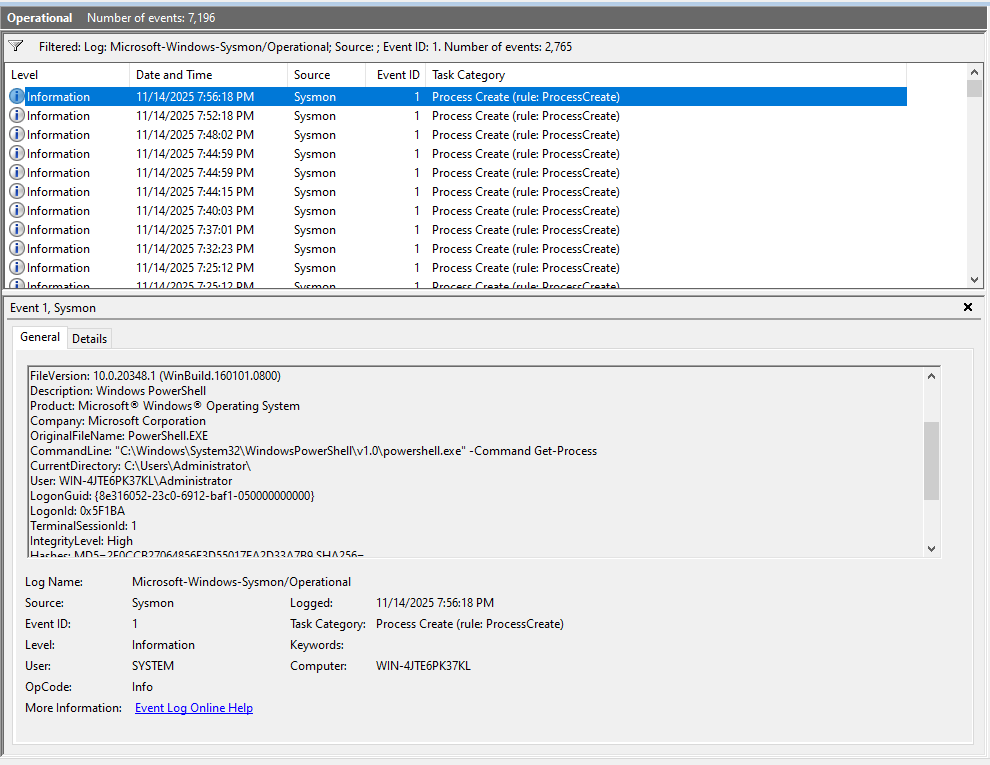 Operational Number of events: 7,196
Filtered: Log: Microsoft-Windows-Sysmon/Operational; Source: ; Event ID: 1. Number of events: 2,765
Level Date and Time Source Event ID Task Category
Information 11/14/2025 7:56:18 PM Sysmon 1 Process Create (rule: ProcessCreate)
Information 11/14/2025 7:52:18 PM Sysmon 1 Process Create (rule: ProcessCreate)
Information 11/14/2025 7:48:02 PM Sysmon 1 Process Create (rule: ProcessCreate)
Information 11/14/2025 7:44:59 PM Sysmon 1 Process Create (rule: ProcessCreate)
Information 11/14/2025 7:44:59 PM Sysmon 1 Process Create (rule: ProcessCreate)
Information 11/14/2025 7:44:15 PM Sysmon 1 Process Create (rule: ProcessCreate)
Information 11/14/2025 7:40:03 PM Sysmon 1 Process Create (rule: ProcessCreate)
Information 11/14/2025 7:37:01 PM Sysmon 1 Process Create (rule: ProcessCreate)
Information 11/14/2025 7:32:23 PM Sysmon 1 Process Create (rule: ProcessCreate)
Information 11/14/2025 7:25:12 PM Sysmon 1 Process Create (rule: ProcessCreate)
Information 11/14/2025 7:25:12 PM Sysmon 1 Process Create (rule: ProcessCreate)
Event 1, Sysmon
General Details
FileVersion: 10.0.20348.1 (WinBuild.160101.0800)
Description: Windows PowerShell
Product: Microsoft® Windows® Operating System
Company: Microsoft Corporation
OriginalFileName: PowerShell.EXE
CommandLine: "C:\Windows\System32\WindowsPowerShell\v1.0\powershell.exe" -Command Get-Process
CurrentDirectory: C:\Users\Administrator\
User: WIN-4JTE6PK37KL\Administrator
LogonGuid: {8e316052-23c0-6912-baf1-050000000000}
LogonId: 0x5F1BA
TerminalSessionId: 1
IntegrityLevel: High
Hashes:
Log Name: Microsoft-Windows-Sysmon/Operational
Source: Sysmon Logged: 11/14/2025 7:56:18 PM
Event ID: 1 Task Category: Process Create (rule: ProcessCreate)
Level: Information Keywords:
User: SYSTEM Computer: WIN-4JTE6PK37KL
OpCode: Info
More Information: Event Log Online Help